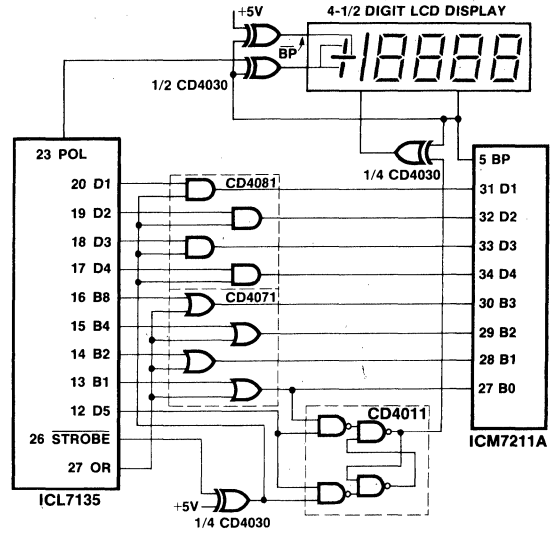 4-1/2 DIGIT LCD DISPLAY
+5V
BP
1/2 CD4030
1/4 CD4030
23 POL
5 BP
20 D1
CD4081
31 D1
19 D2
32 D2
18 D3
33 D3
17 D4
34 D4
16 B8
CD4071
30 B3
15 B4
29 B2
14 B2
28 B1
13 B1
27 B0
12 D5
CD4011
26 STROBE
27 OR
ICM7211A
ICL7135
+5V
1/4 CD4030